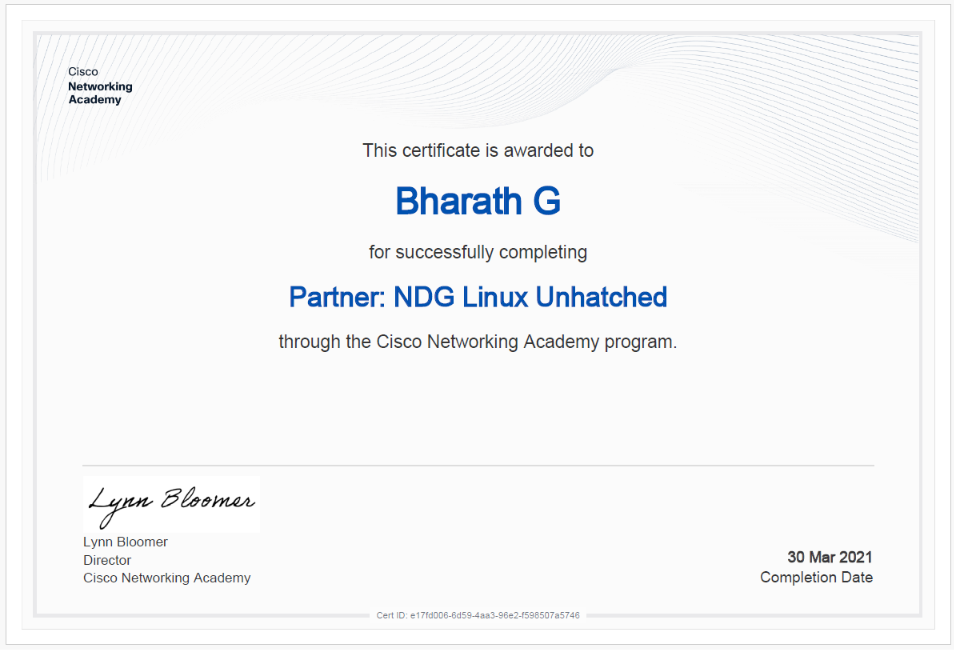 Cisco
Networking
Academy
This certificate is awarded to
Bharath G
for successfully completing
Partner: NDG Linux Unhatched
through the Cisco Networking Academy program.
Lynn Bloomer
Lynn Bloomer
Director
Cisco Networking Academy
30 Mar 2021
Completion Date
Cert ID: e17fd006-6d59-4aa3-96e2-f598507a5746